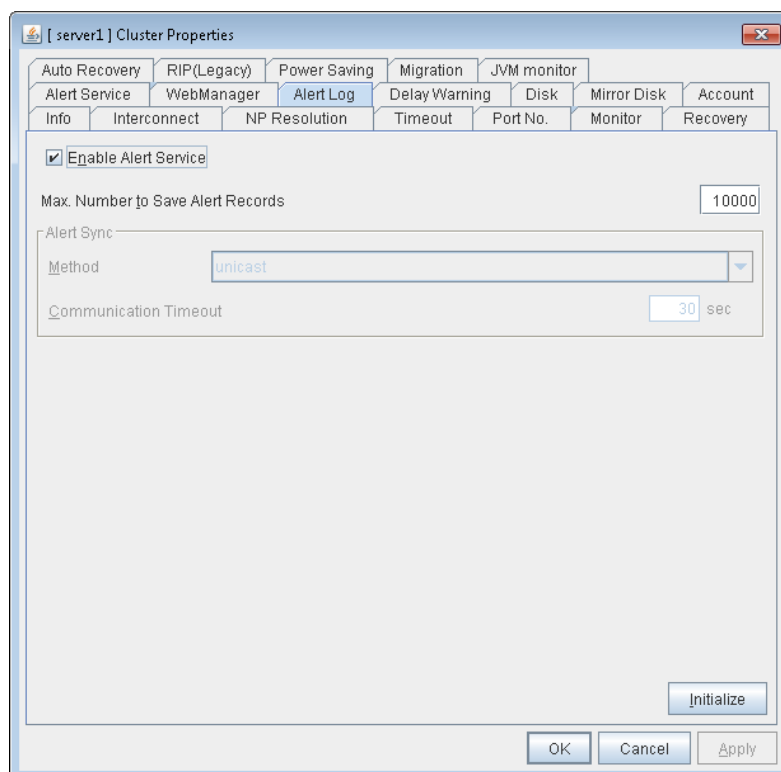 [ server1 ] Cluster Properties
Auto Recovery RIP(Legacy) Power Saving Migration JVM monitor
Alert Service WebManager Alert Log Delay Warning Disk Mirror Disk Account
Info Interconnect NP Resolution Timeout Port No. Monitor Recovery
Enable Alert Service
Max. Number to Save Alert Records 10000
Alert Sync
Method unicast
Communication Timeout 30 sec
Initialize
OK Cancel Apply